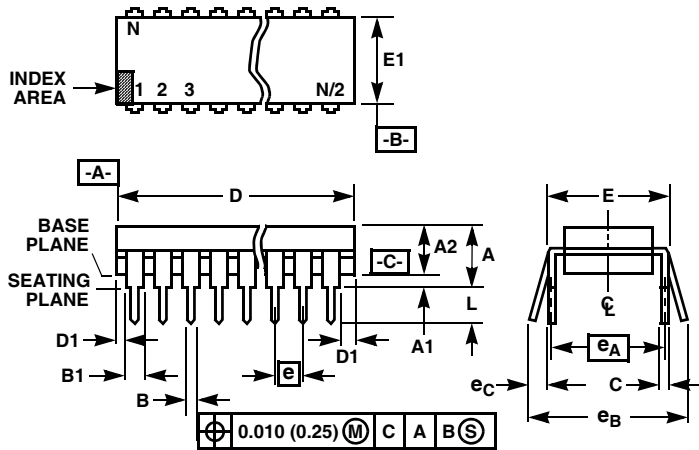 N
INDEX
AREA
1 2 3 N/2
E1
-B-
-A-
D
E
BASE
PLANE
A2
A
-C-
SEATING
PLANE
L
C͟L
D1
A1
D1
eA
B1
e
eC
C
B
eB
0.010 (0.25) Ⓜ C A B Ⓢ